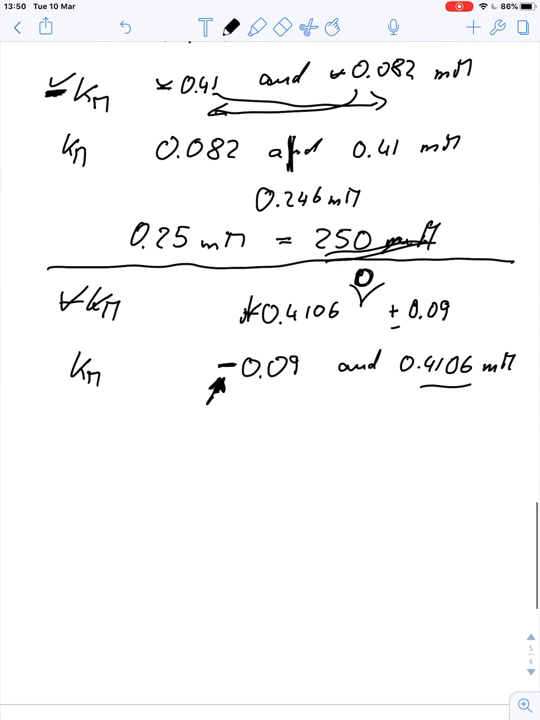 13:50 Tue 10 Mar 86%
T
-KM -0.41 and -0.082 mM
KM 0.082 and 0.41 mM
0.246 mM
0.25 mM = 250
0
-KM -0.4106 + 0.09
KM -0.09 and 0.4106 mM
5
6